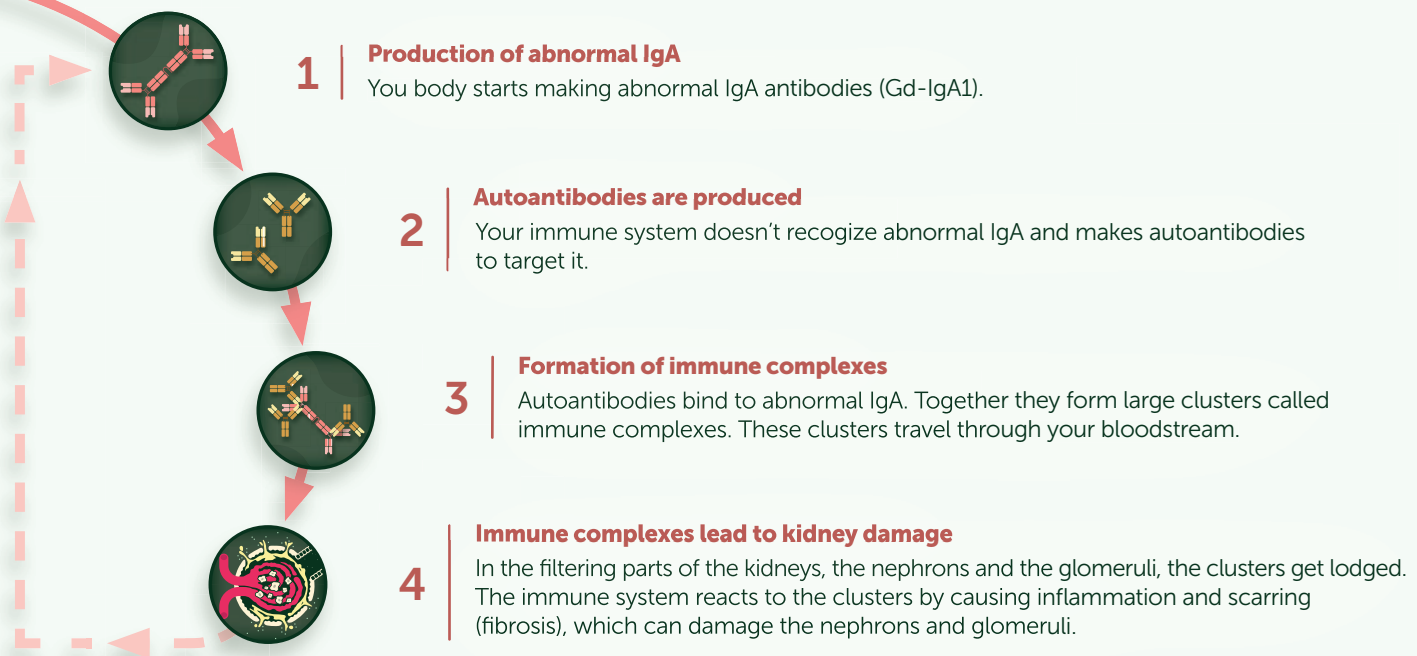 1
Production of abnormal IgA
You body starts making abnormal IgA antibodies (Gd-IgA1).
2
Autoantibodies are produced
Your immune system doesn’t recogize abnormal IgA and makes autoantibodies
to target it.
3
Formation of immune complexes
Autoantibodies bind to abnormal IgA. Together they form large clusters called
immune complexes. These clusters travel through your bloodstream.
4
Immune complexes lead to kidney damage
In the filtering parts of the kidneys, the nephrons and the glomeruli, the clusters get lodged.
The immune system reacts to the clusters by causing inflammation and scarring
(fibrosis), which can damage the nephrons and glomeruli.